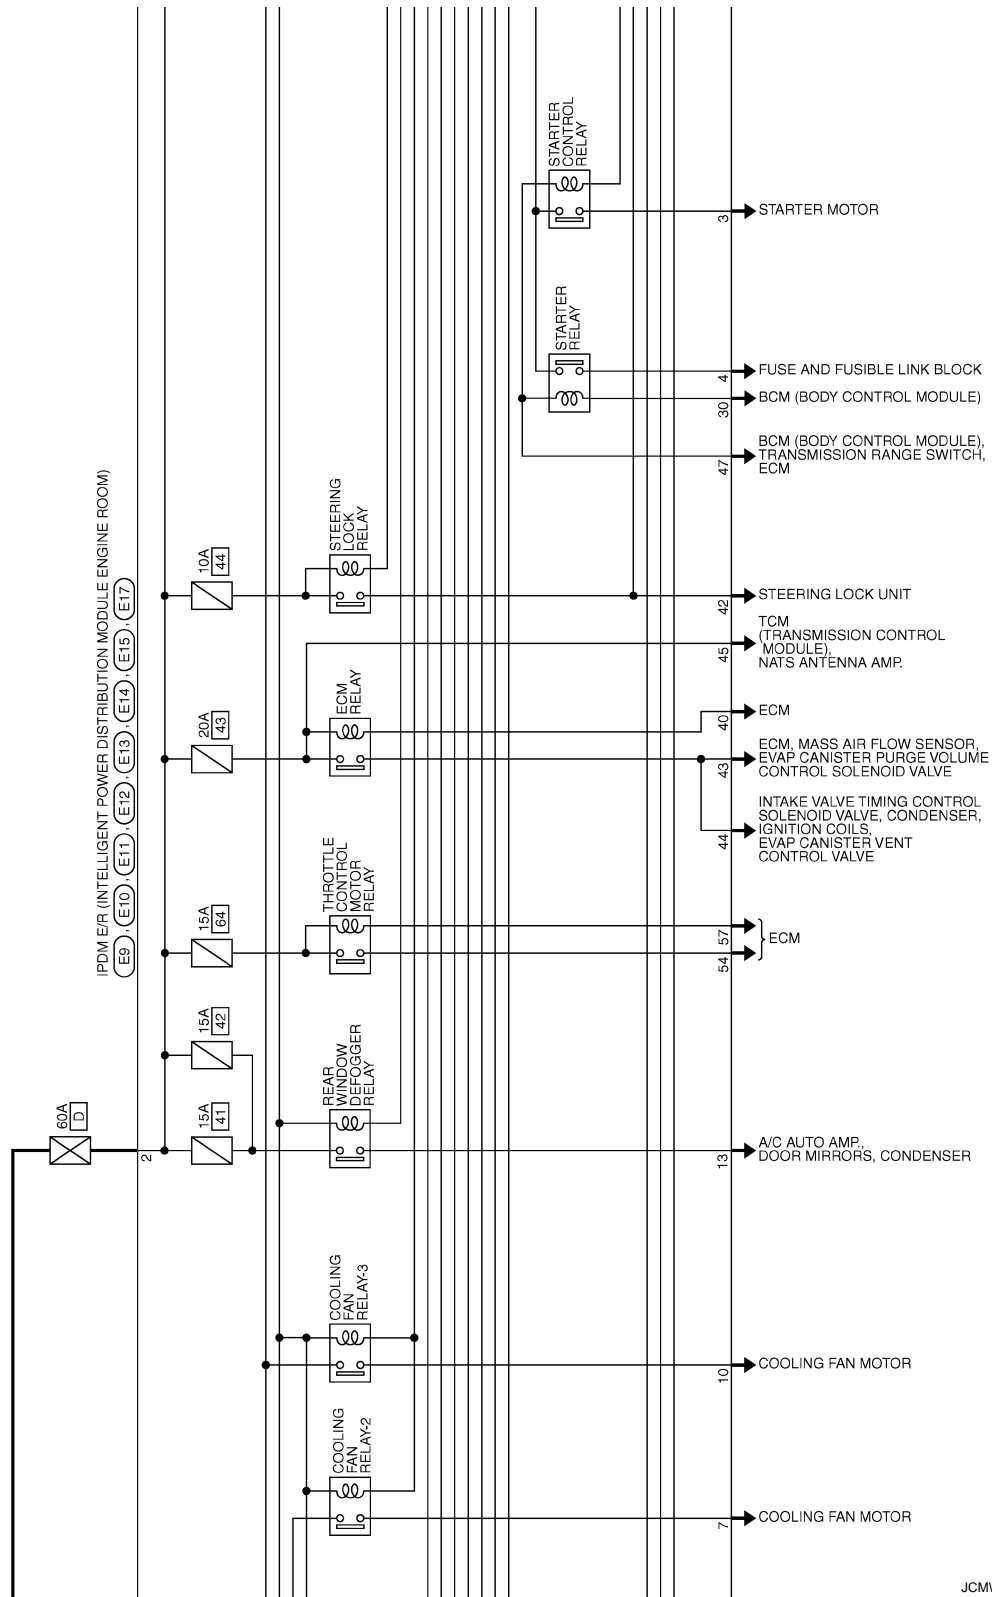 STARTER
CONTROL
RELAY
3
STARTER MOTOR
STARTER
RELAY
4
FUSE AND FUSIBLE LINK BLOCK
30
BCM (BODY CONTROL MODULE)
47
BCM (BODY CONTROL MODULE),
TRANSMISSION RANGE SWITCH,
ECM
IPDM E/R (INTELLIGENT POWER DISTRIBUTION MODULE ENGINE ROOM)
E9 , E10 , E11 , E12 , E13 , E14 , E15 , E17
10A
44
STEERING
LOCK
RELAY
42
STEERING LOCK UNIT
45
TCM
(TRANSMISSION CONTROL
MODULE),
NATS ANTENNA AMP.
20A
43
ECM
RELAY
40
ECM
43
ECM, MASS AIR FLOW SENSOR,
EVAP CANISTER PURGE VOLUME
CONTROL SOLENOID VALVE
44
INTAKE VALVE TIMING CONTROL
SOLENOID VALVE, CONDENSER,
IGNITION COILS,
EVAP CANISTER VENT
CONTROL VALVE
15A
64
THROTTLE
CONTROL
MOTOR
RELAY
57
54
ECM
15A
42
60A
D
2
15A
41
REAR
WINDOW
DEFOGGER
RELAY
13
A/C AUTO AMP.,
DOOR MIRRORS, CONDENSER
COOLING
FAN
RELAY-3
10
COOLING FAN MOTOR
COOLING
FAN
RELAY-2
7
COOLING FAN MOTOR